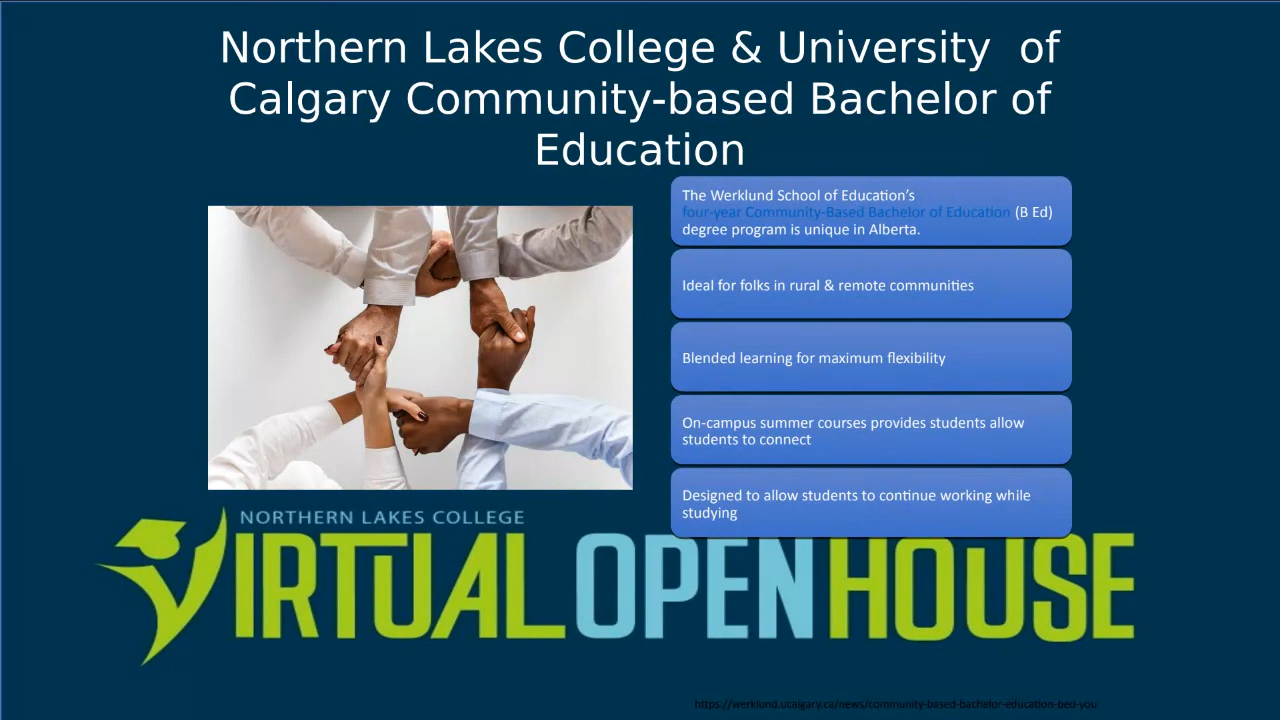 Northern Lakes College & University  of
Calgary Community-based Bachelor of
Education
The Werklund School of Education’s
four-year Community-Based Bachelor of Education (B Ed)
degree program is unique in Alberta.
Ideal for folks in rural & remote communities
Blended learning for maximum flexibility
On-campus summer courses provides students allow
students to connect
Designed to allow students to continue working while
studying
NORTHERN LAKES COLLEGE
VIRTUAL OPEN HOUSE
https://werklund.ucalgary.ca/news/community-based-bachelor-education-bed-you